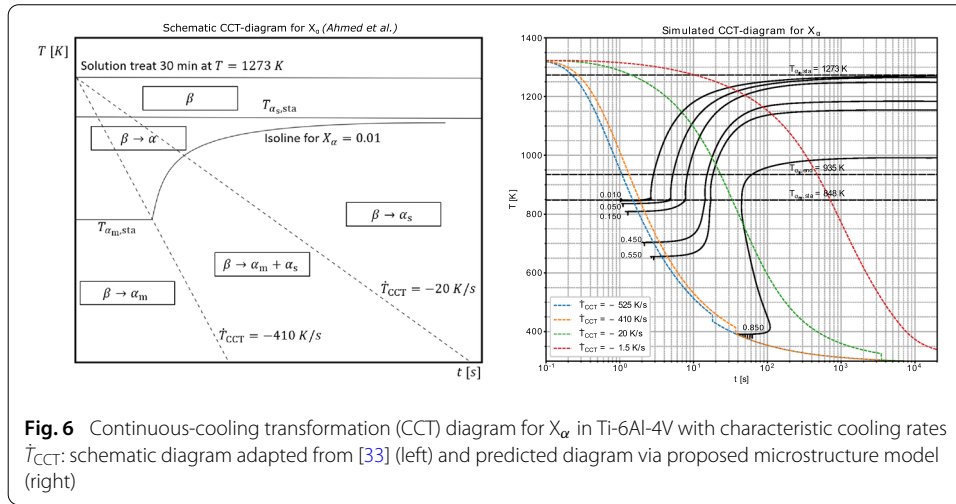 Schematic CCT-diagram for Xα (Ahmed et al.)
T [K]
Solution treat 30 min at T = 1273 K
β
Tαs,sta
β → α
Isoline for Xα = 0.01
Tαm,sta
β → αs
β → αm + αs
β → αm
ṪCCT = −20 K/s
ṪCCT = −410 K/s
t [s]
Simulated CCT-diagram for Xα
1400
1200
1000
800
600
400
T [K]
Tαs,sta = 1273 K
Tαs,end = 935 K
Tαm,sta = 848 K
0.010
0.050
0.150
0.450
0.550
0.850
ṪCCT = − 525 K/s
ṪCCT = − 410 K/s
ṪCCT = − 20 K/s
ṪCCT = − 1.5 K/s
10⁻¹ 10⁰ 10¹ 10² 10³ 10⁴
t [s]
Fig. 6 Continuous-cooling transformation (CCT) diagram for Xα in Ti-6Al-4V with characteristic cooling rates
ṪCCT: schematic diagram adapted from [33] (left) and predicted diagram via proposed microstructure model
(right)